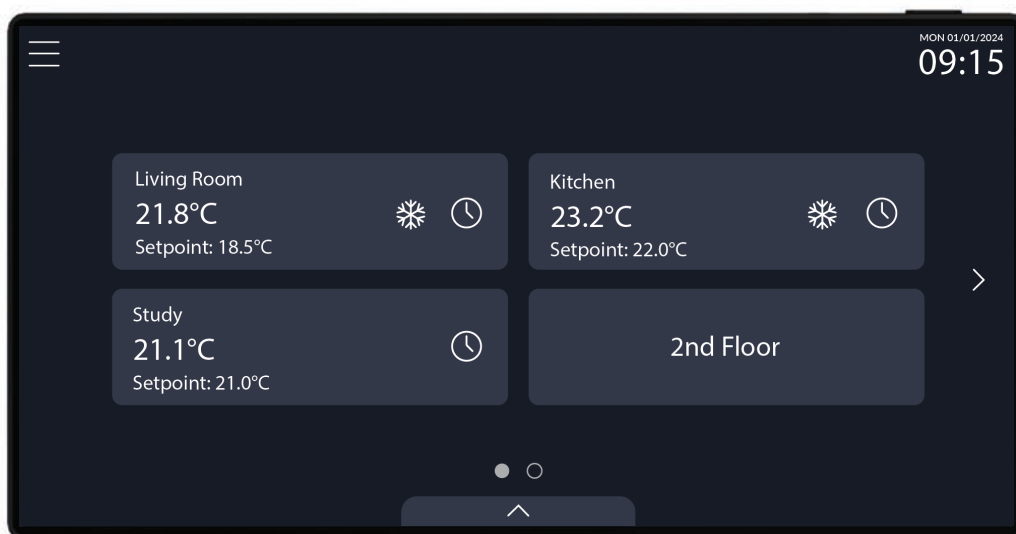 MON 01/01/2024
09:15
Living Room
21.8°C
Setpoint: 18.5°C
Kitchen
23.2°C
Setpoint: 22.0°C
Study
21.1°C
Setpoint: 21.0°C
2nd Floor